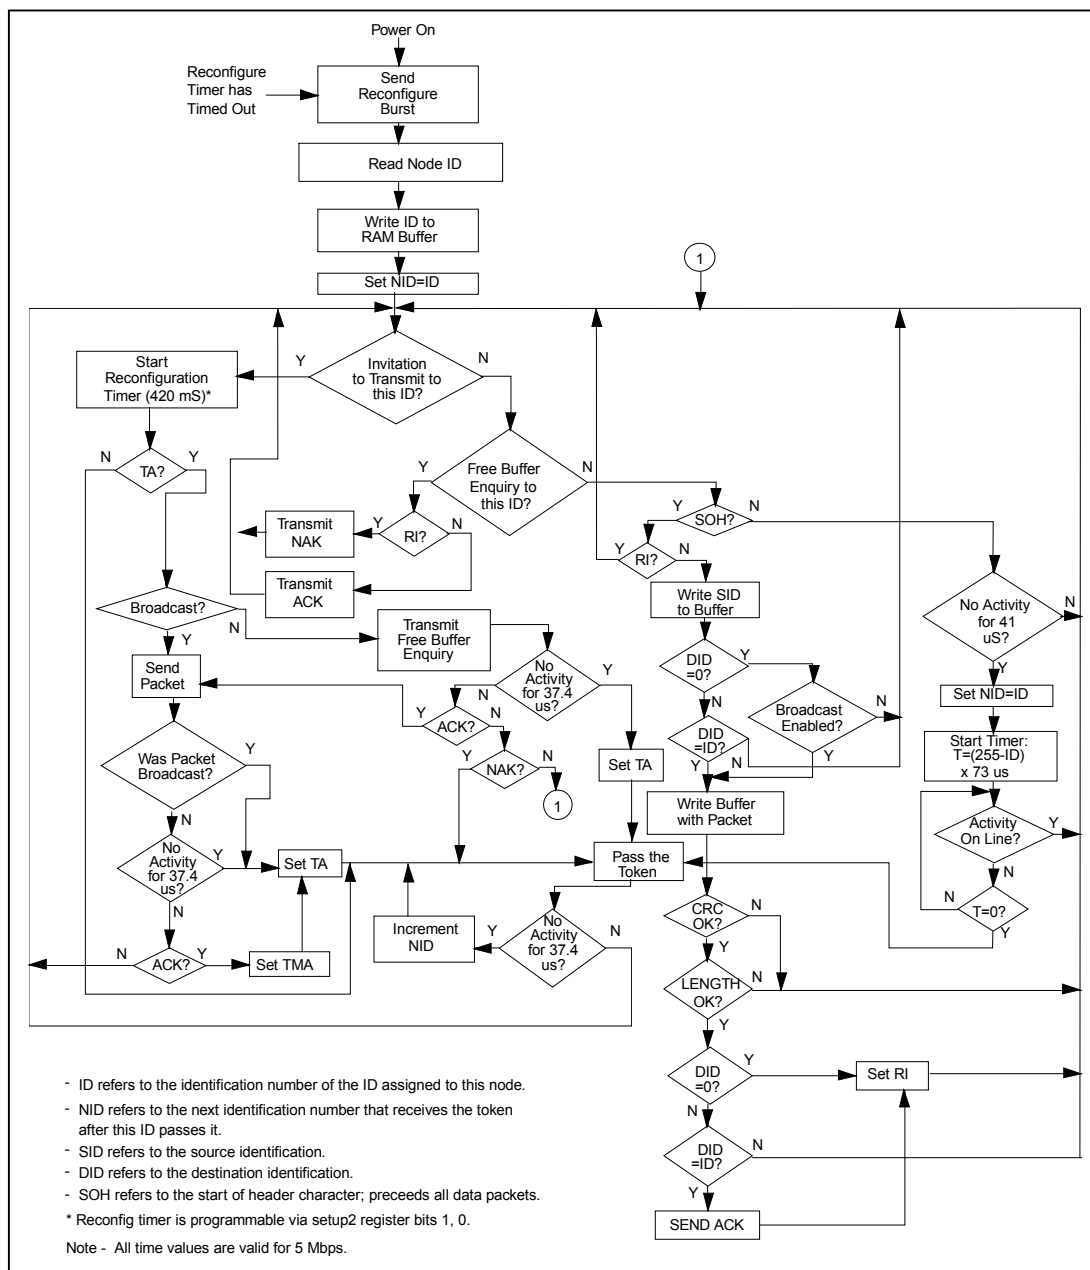 Power On
Reconfigure
Timer has
Timed Out
Send
Reconfigure
Burst
Read Node ID
Write ID to
RAM Buffer
1
Set NID=ID
Start
Reconfiguration
Timer (420 mS)*
Y
Invitation
to Transmit to
this ID?
N
N
TA?
Y
Y
Free Buffer
Enquiry to
this ID?
N
Transmit
NAK
Y
RI?
N
Y
SOH?
N
Y
RI?
N
Transmit
ACK
Write SID
to Buffer
No Activity
for 41
uS?
N
Y
Broadcast?
N
Y
Transmit
Free Buffer
Enquiry
Send
Packet
No
Activity
for 37.4
us?
N
Y
DID
=0?
Y
N
Broadcast
Enabled?
N
Y
Set NID=ID
Y
ACK?
N
DID
=ID?
N
Y
Start Timer:
T=(255-ID)
x 73 us
Was Packet
Broadcast?
Y
N
Y
NAK?
N
1
Set TA
Write Buffer
with Packet
Activity
On Line?
Y
N
No
Activity
for 37.4
us?
Y
N
Set TA
Pass the
Token
N
T=0?
Y
CRC
OK?
N
Y
Increment
NID
Y
No
Activity
for 37.4
us?
N
N
ACK?
Y
Set TMA
LENGTH
OK?
N
Y
DID
=0?
Y
N
Set RI
DID
=ID?
N
Y
SEND ACK
- ID refers to the identification number of the ID assigned to this node.
- NID refers to the next identification number that receives the token
after this ID passes it.
- SID refers to the source identification.
- DID refers to the destination identification.
- SOH refers to the start of header character; preceeds all data packets.
* Reconfig timer is programmable via setup2 register bits 1, 0.
Note - All time values are valid for 5 Mbps.